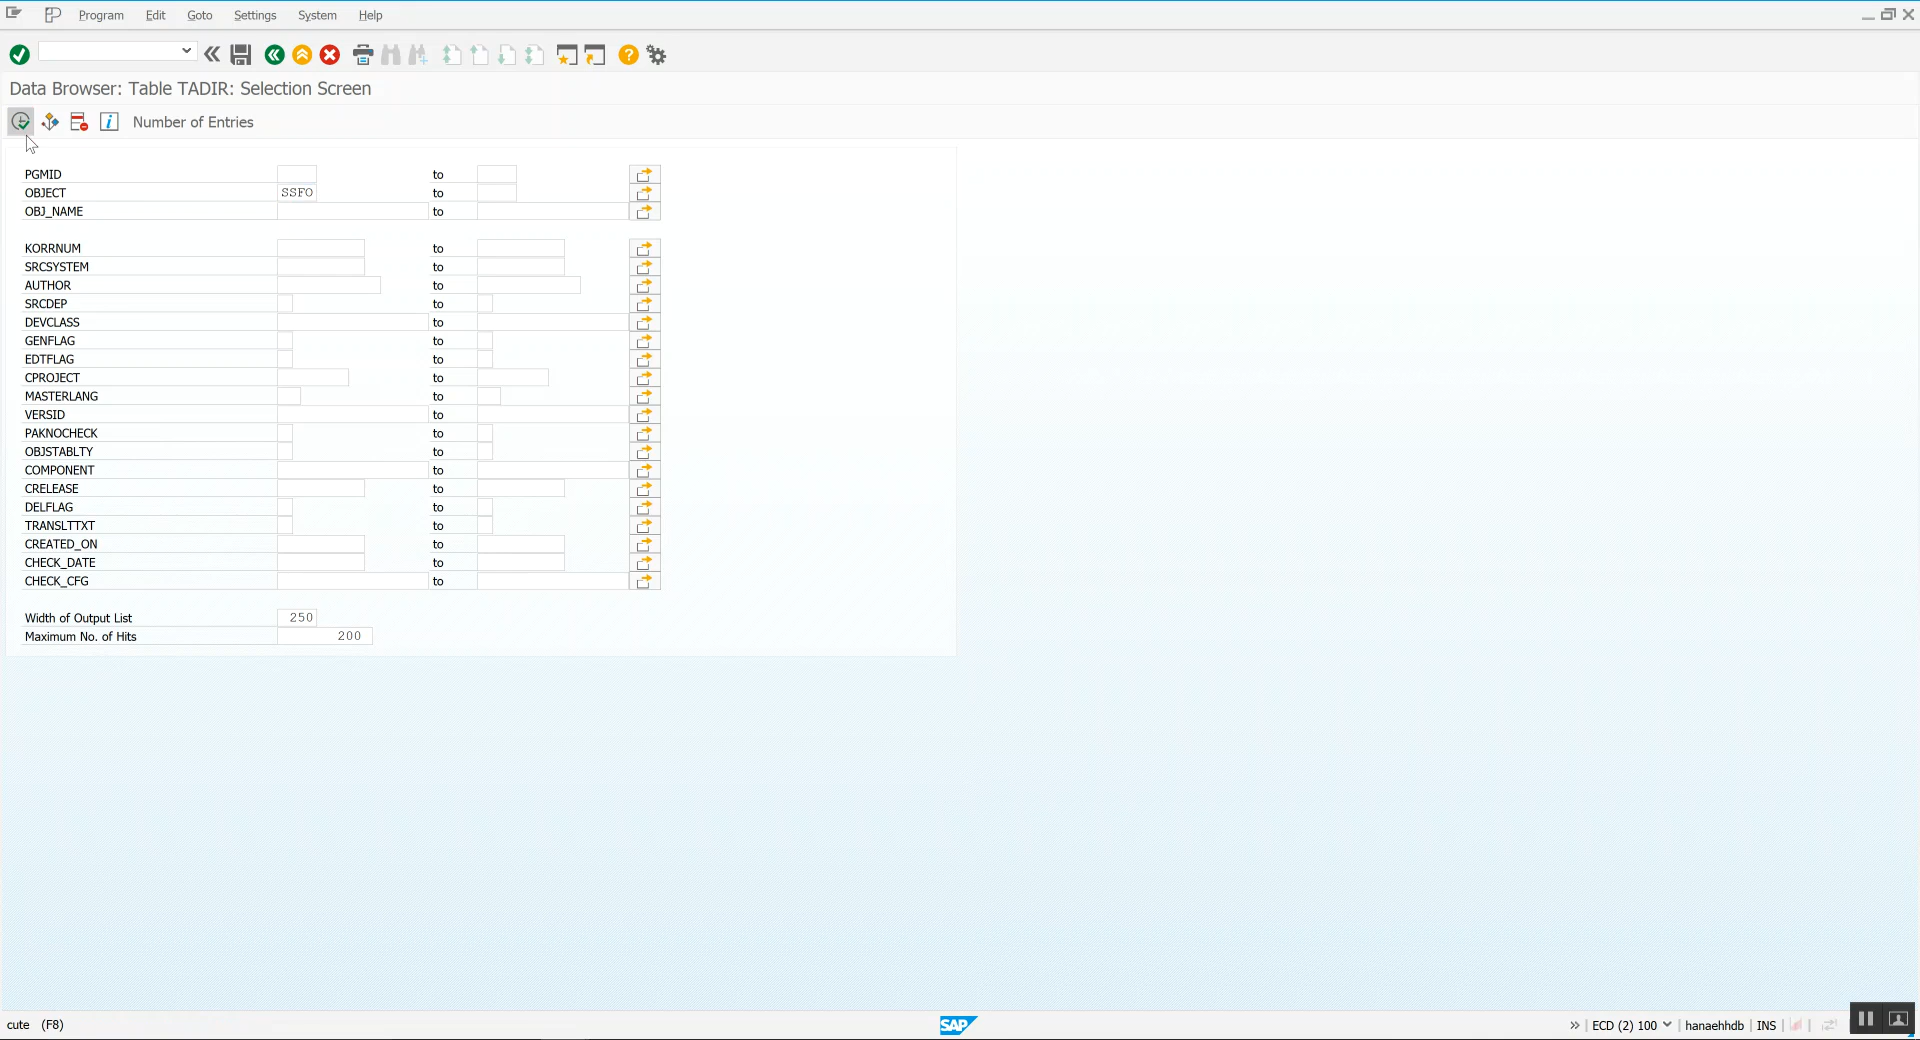 Program Edit Goto Settings System Help
Data Browser: Table TADIR: Selection Screen
Number of Entries
PGMID to
OBJECT SSFO to
OBJ_NAME to
KORRNUM to
SRCSYSTEM to
AUTHOR to
SRCDEP to
DEVCLASS to
GENFLAG to
EDTFLAG to
CPROJECT to
MASTERLANG to
VERSID to
PAKNOCHECK to
OBJSTABLTY to
COMPONENT to
CRELEASE to
DELFLAG to
TRANSLTTXT to
CREATED_ON to
CHECK_DATE to
CHECK_CFG to
Width of Output List 250
Maximum No. of Hits 200
cute (F8) SAP ECD (2) 100 hanaehhdb INS